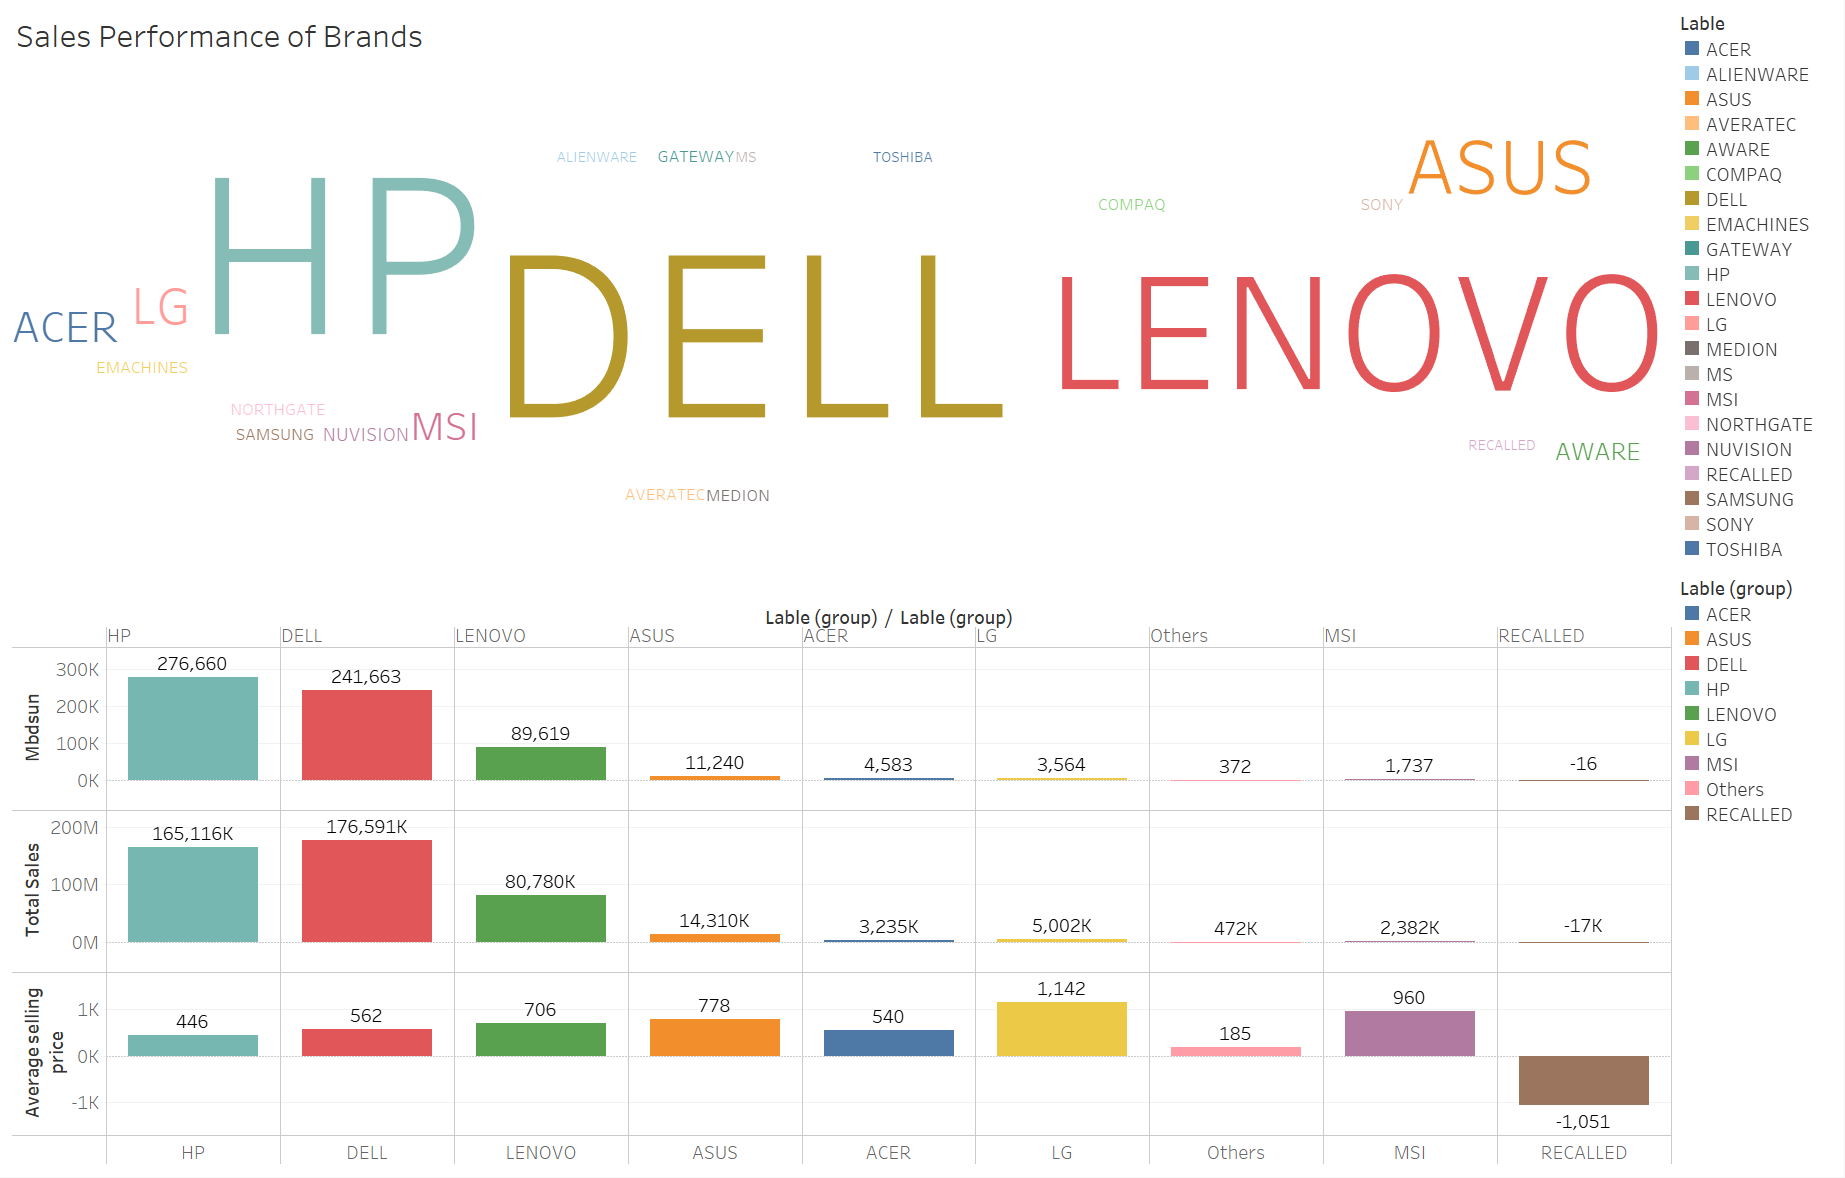 Sales Performance of Brands
ALIENWARE GATEWAY MS TOSHIBA
ASUS
COMPAQ SONY
HP
DELL
LENOVO
LG
ACER
EMACHINES
NORTHGATE
SAMSUNG NUVISION MSI
RECALLED AWARE
AVERATEC MEDION
Lable
ACER
ALIENWARE
ASUS
AVERATEC
AWARE
COMPAQ
DELL
EMACHINES
GATEWAY
HP
LENOVO
LG
MEDION
MS
MSI
NORTHGATE
NUVISION
RECALLED
SAMSUNG
SONY
TOSHIBA
Lable (group)
ACER
ASUS
DELL
HP
LENOVO
LG
MSI
Others
RECALLED
Lable (group) / Lable (group)
HP DELL LENOVO ASUS ACER LG Others MSI RECALLED
Mbdsun
300K
200K
100K
0K
276,660 241,663 89,619 11,240 4,583 3,564 372 1,737 -16
Total Sales
200M
100M
0M
165,116K 176,591K 80,780K 14,310K 3,235K 5,002K 472K 2,382K -17K
Average selling
price
1K
0K
-1K
446 562 706 778 540 1,142 185 960 -1,051
HP DELL LENOVO ASUS ACER LG Others MSI RECALLED